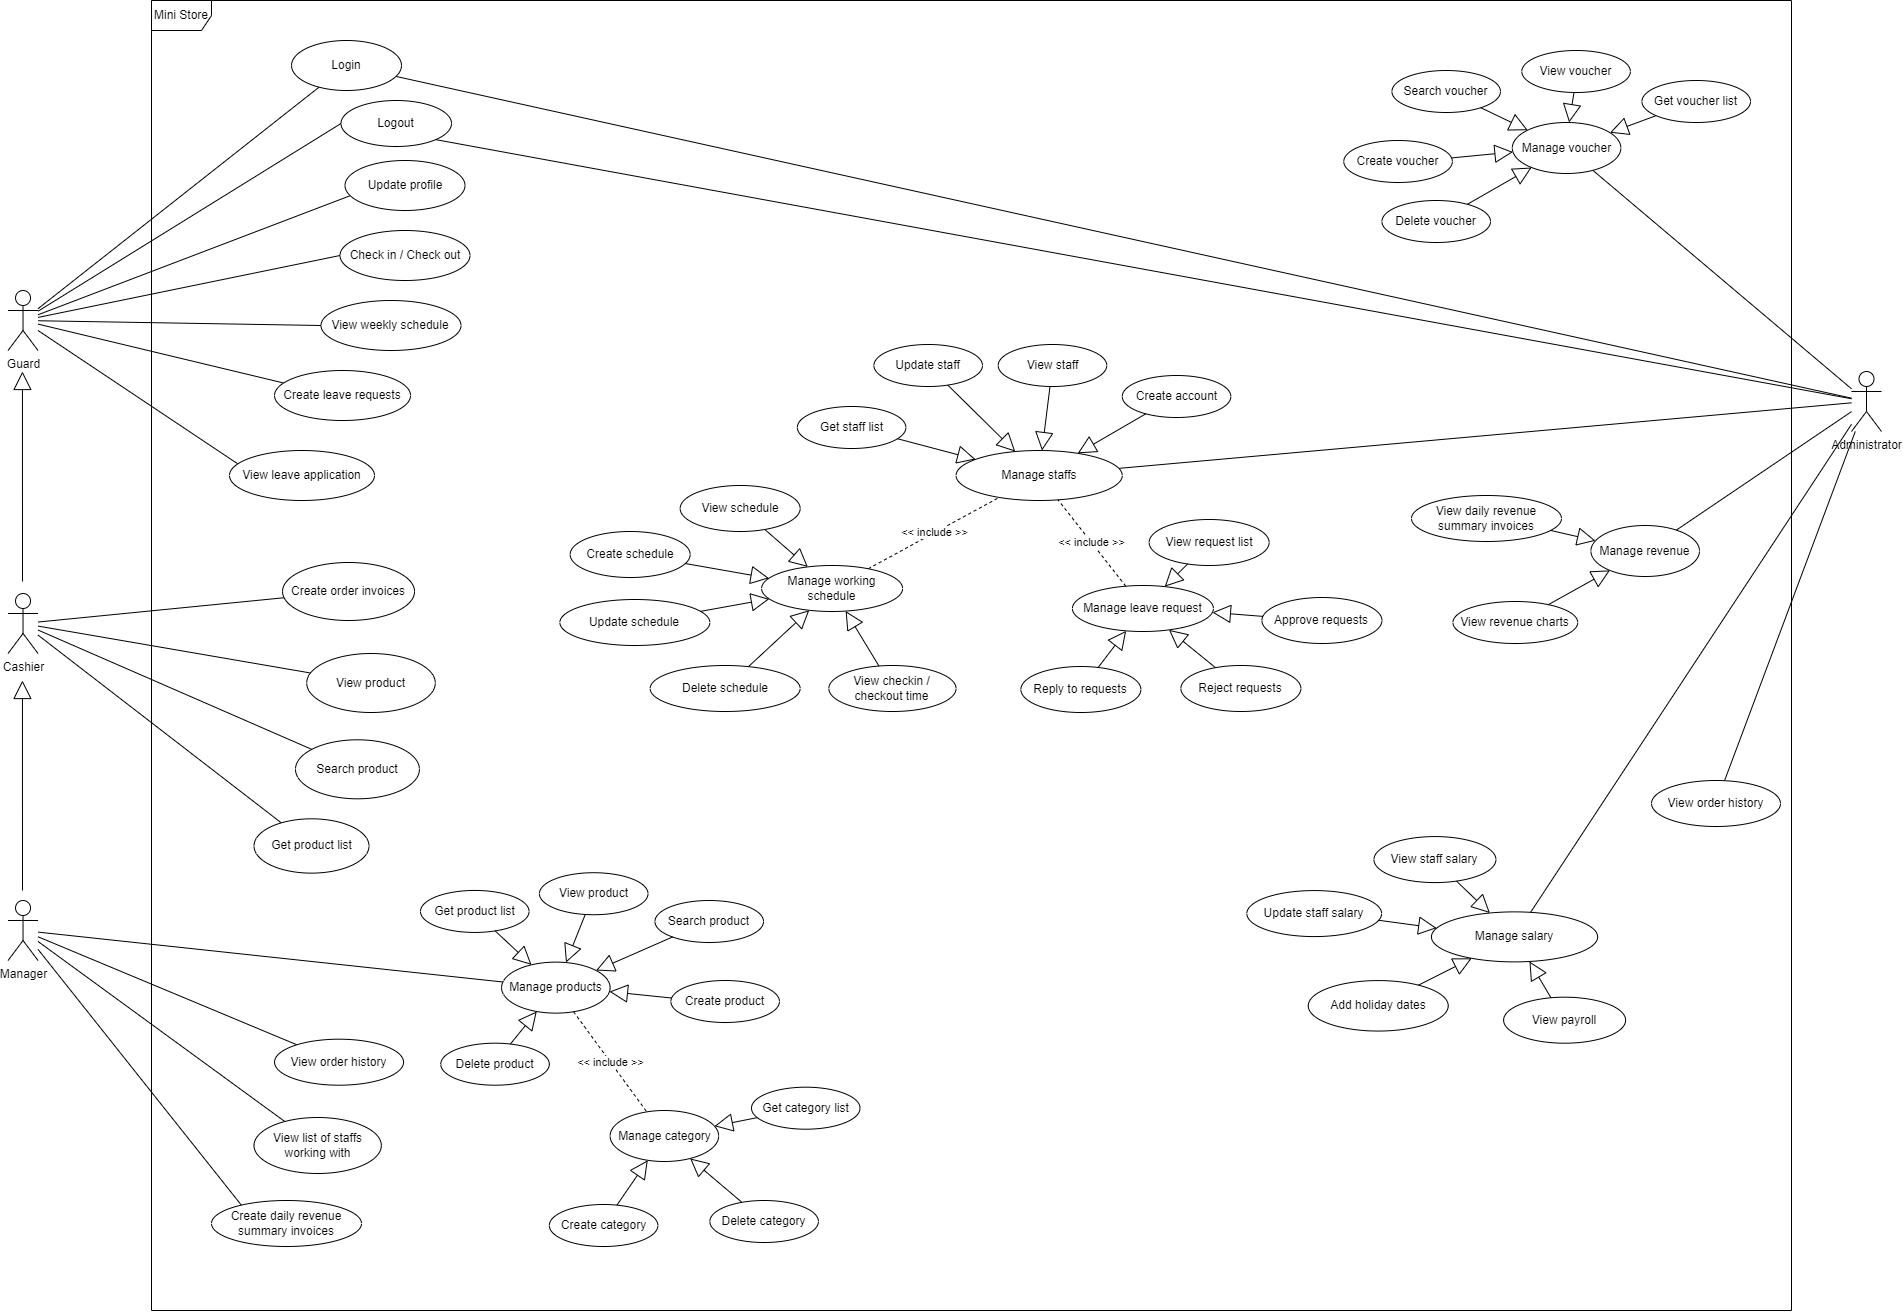 Mini Store
Login
Logout
Update profile
Check in / Check out
View weekly schedule
Create leave requests
View leave application
Guard
View voucher
Search voucher
Get voucher list
Manage voucher
Create voucher
Delete voucher
Administrator
Update staff
View staff
Create account
Get staff list
Manage staffs
<< include >>
<< include >>
View schedule
Create schedule
Manage working
schedule
Update schedule
Delete schedule
View checkin /
checkout time
View request list
Manage leave request
Approve requests
Reply to requests
Reject requests
View daily revenue
summary invoices
Manage revenue
View revenue charts
Cashier
Create order invoices
View product
Search product
Get product list
View order history
View staff salary
Update staff salary
Manage salary
Add holiday dates
View payroll
Manager
Get product list
View product
Search product
Manage products
Create product
Delete product
<< include >>
View order history
View list of staffs
working with
Create daily revenue
summary invoices
Get category list
Manage category
Create category
Delete category